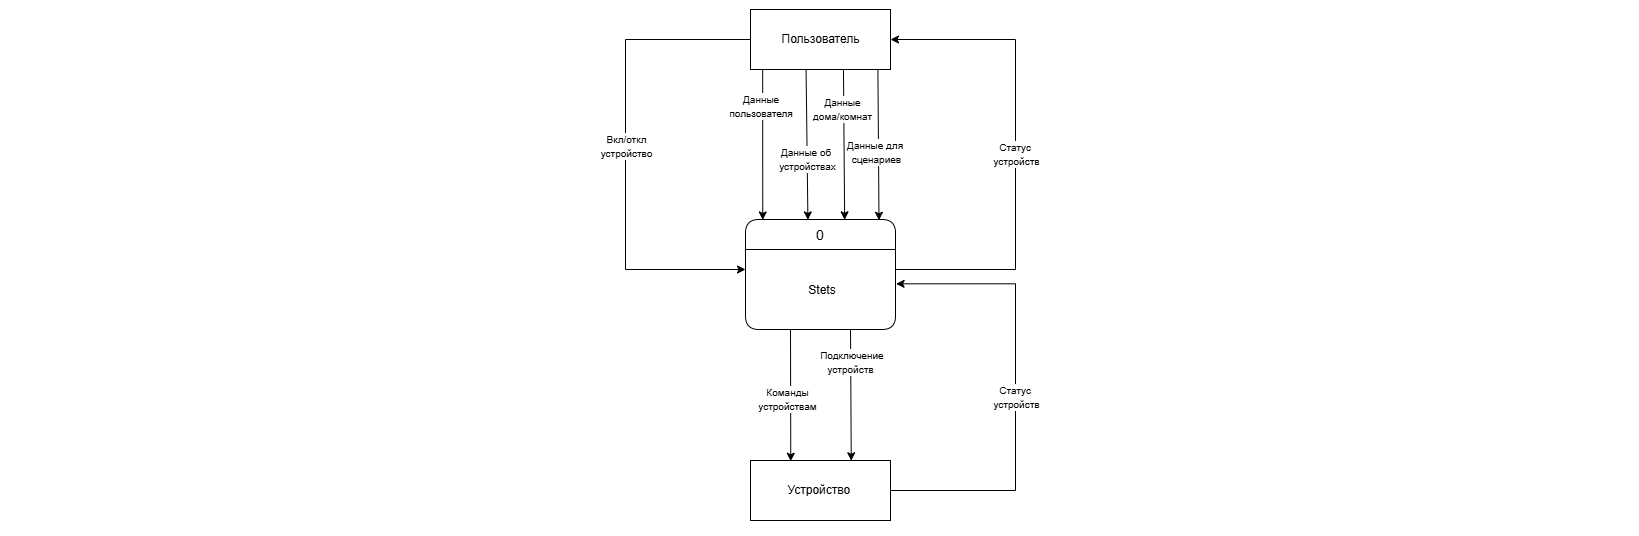 Пользователь
Данные
пользователя
Данные
дома/комнат
Вкл/откл
устройство
Данные об
устройствах
Данные для
сценариев
Статус
устройств
0
Stets
Подключение
устройств
Команды
устройствам
Статус
устройств
Устройство